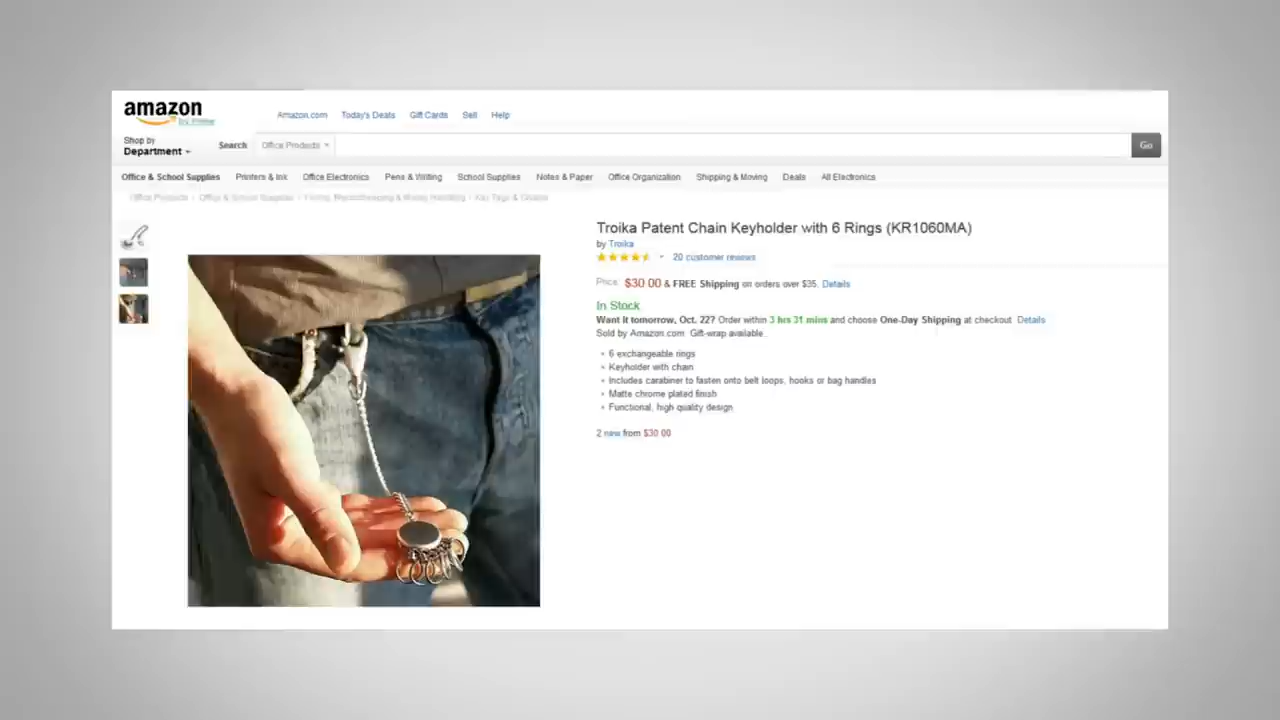 amazon
Amazon.com Today's Deals Gift Cards Sell Help
Shop by
Department
Search Office Products Go
Office & School Supplies Printers & Ink Office Electronics Pens & Writing School Supplies Notes & Paper Office Organization Shipping & Moving Deals All Electronics
Office Products › Office & School Supplies ›
Troika Patent Chain Keyholder with 6 Rings (KR1060MA)
by Troika
20 customer reviews
Price: $30.00 & FREE Shipping on orders over $35. Details
In Stock
Want it tomorrow, Oct. 22? Order within 3 hrs 31 mins and choose One-Day Shipping at checkout Details
Sold by Amazon.com Gift-wrap available.
• 6 exchangeable rings
• Keyholder with chain
• Includes carabiner to fasten onto belt loops, hooks or bag handles
• Matte chrome plated finish
• Functional, high quality design
2 new from $30.00